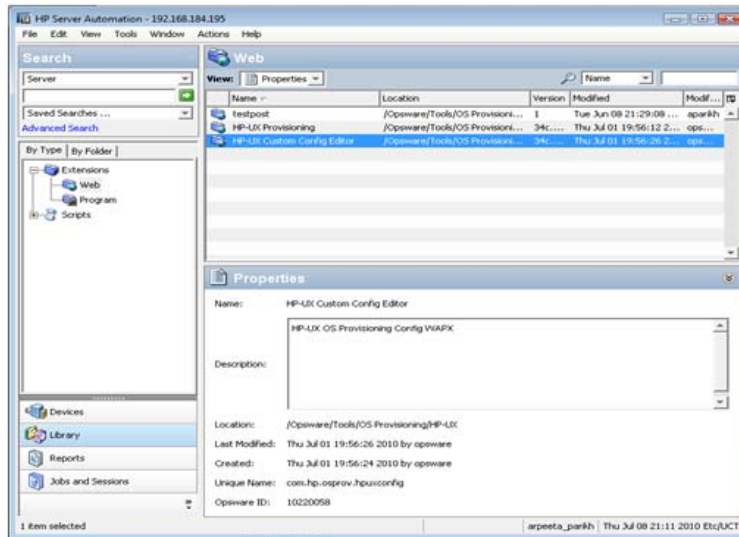 HP Server Automation - 192.168.184.195
File Edit View Tools Window Actions Help
Search
Server
Saved Searches ...
Advanced Search
By Type By Folder
Extensions
Web
Program
Scripts
Devices
Library
Reports
Jobs and Sessions
1 item selected
Web
View: Properties
Name
Name Location Version Modified Modif...
testpost /Opsware/Tools/OS Provisioni... 1 Tue Jun 08 21:29:08 ... aparikh
HP-UX Provisioning /Opsware/Tools/OS Provisioni... 34c.... Thu Jul 01 19:56:12 2... ops...
HP-UX Custom Config Editor /Opsware/Tools/OS Provisioni... 34c.... Thu Jul 01 19:56:26 2... ops...
Properties
Name: HP-UX Custom Config Editor
Description: HP-UX OS Provisioning Config WAPX
Location: /Opsware/Tools/OS Provisioning/HP-UX
Last Modified: Thu Jul 01 19:56:26 2010 by opsware
Created: Thu Jul 01 19:56:24 2010 by opsware
Unique Name: com.hp.osprov.hpuxconfig
Opsware ID: 10220058
arpeeta_parikh Thu Jul 08 21:11 2010 Etc/UCT